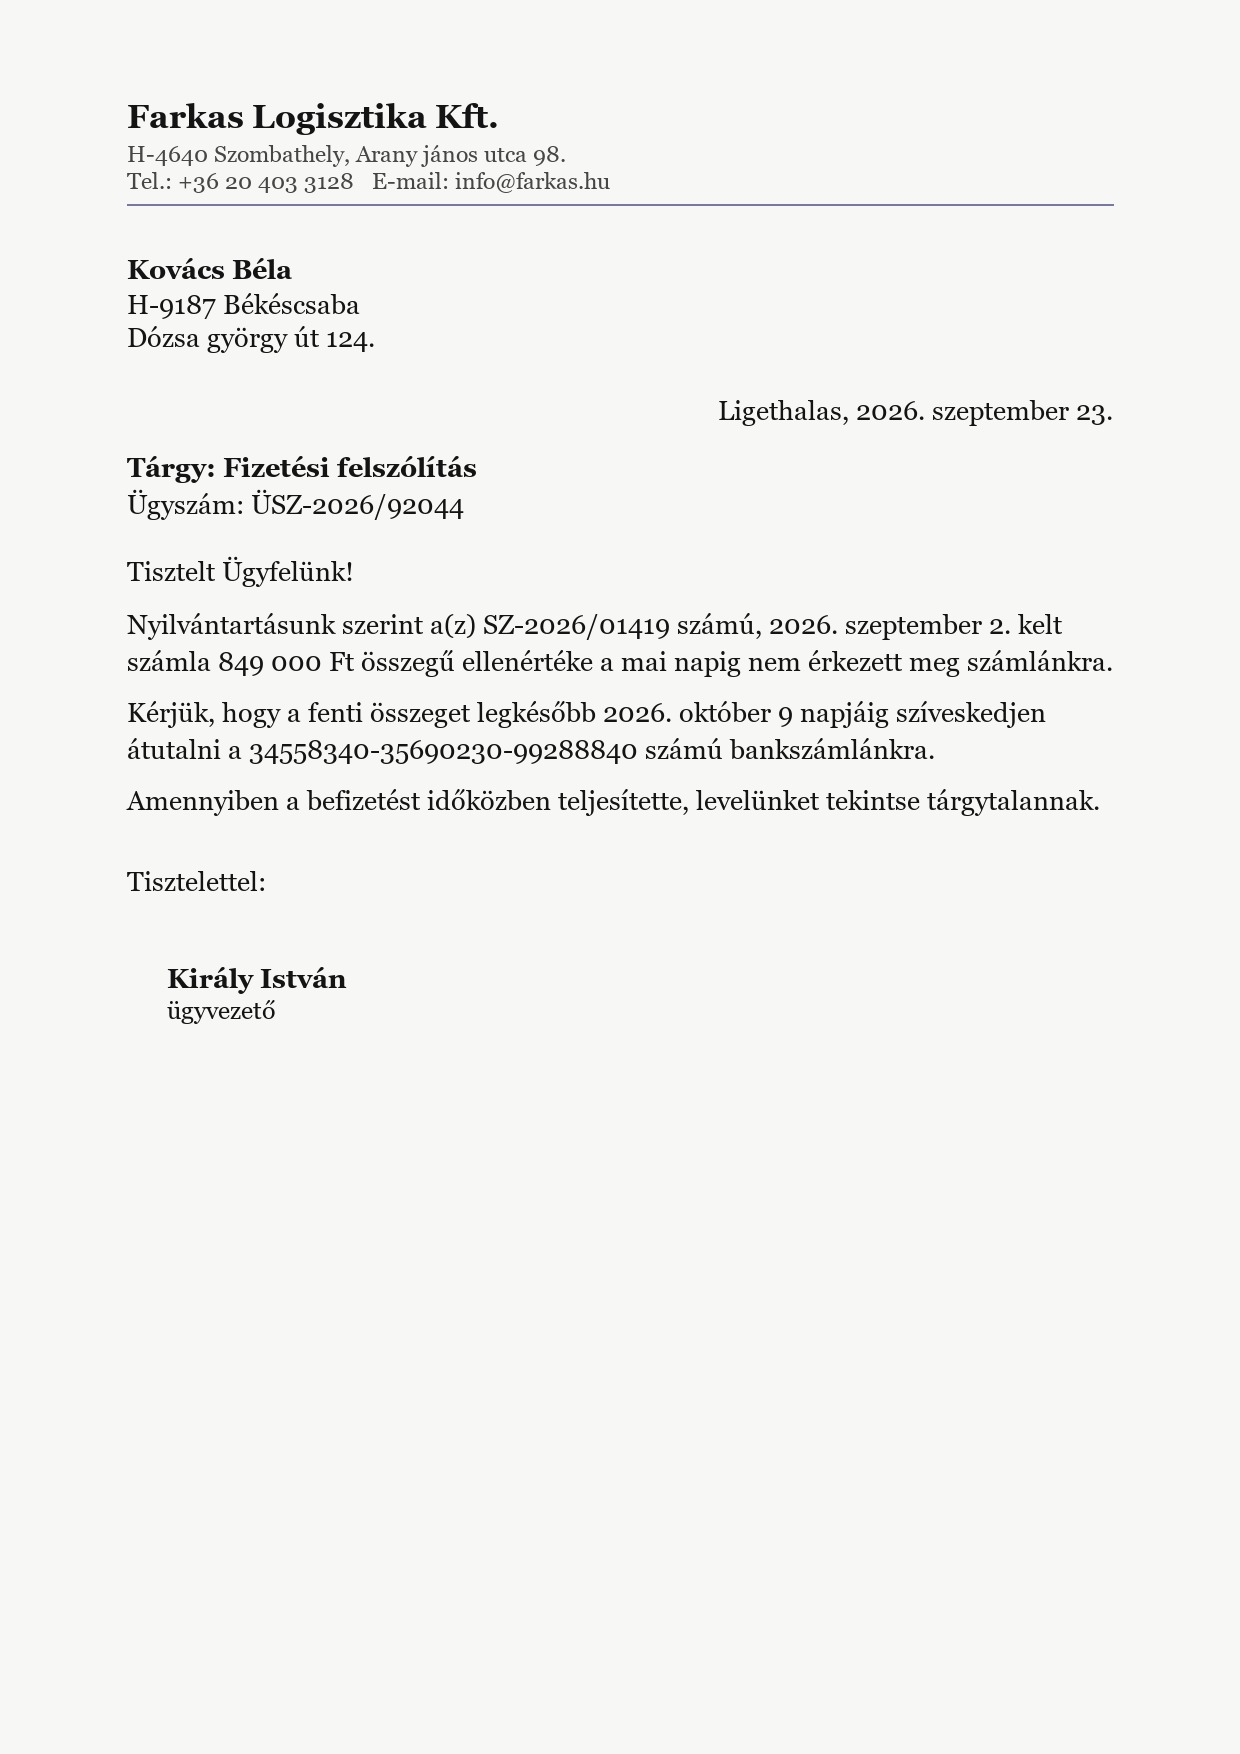 Farkas Logisztika Kft.
H-4640 Szombathely, Arany jános utca 98.
Tel.: +36 20 403 3128 E-mail: info@farkas.hu
Kovács Béla
H-9187 Békéscsaba
Dózsa györgy út 124.
Ligethalas, 2026. szeptember 23.
Tárgy: Fizetési felszólítás
Ügyszám: ÜSZ-2026/92044
Tisztelt Ügyfelünk!
Nyilvántartásunk szerint a(z) SZ-2026/01419 számú, 2026. szeptember 2. kelt
számla 849 000 Ft összegű ellenértéke a mai napig nem érkezett meg számlánkra.
Kérjük, hogy a fenti összeget legkésőbb 2026. október 9 napjáig szíveskedjen
átutalni a 34558340-35690230-99288840 számú bankszámlánkra.
Amennyiben a befizetést időközben teljesítette, levelünket tekintse tárgytalannak.
Tisztelettel:
Király István
ügyvezető